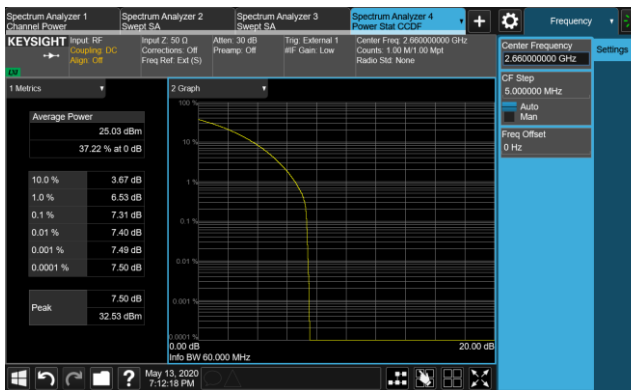 Spectrum Analyzer 1
Channel Power
Spectrum Analyzer 2
Swept SA
Spectrum Analyzer 3
Swept SA
Spectrum Analyzer 4
Power Stat CCDF
Frequency
KEYSIGHT
Input: RF
Coupling: DC
Align: Off
Input Z: 50 Ω
Corrections: Off
Freq Ref: Ext (S)
Atten: 30 dB
Preamp: Off
Trig: External 1
#IF Gain: Low
Center Freq: 2.660000000 GHz
Counts: 1.00 M/1.00 Mpt
Radio Std: None
Center Frequency
2.660000000 GHz
Settings
CF Step
5.000000 MHz
Auto
Man
Freq Offset
0 Hz
1 Metrics
Average Power
25.03 dBm
37.22 % at 0 dB
10.0 % 3.67 dB
1.0 % 6.53 dB
0.1 % 7.31 dB
0.01 % 7.40 dB
0.001 % 7.49 dB
0.0001 % 7.50 dB
Peak
7.50 dB
32.53 dBm
2 Graph
100 %
10 %
1 %
0.1 %
0.01 %
0.001 %
0.0001 %
0.00 dB 20.00 dB
Info BW 60.000 MHz
?
May 13, 2020
7:12:18 PM